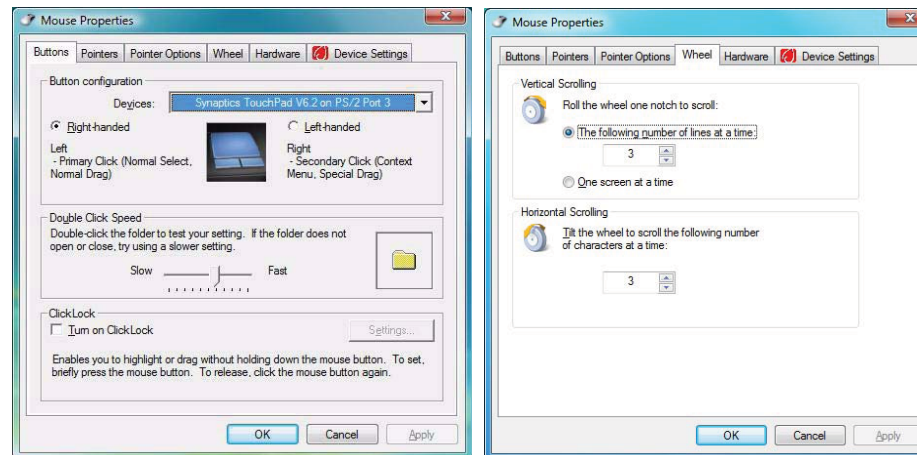 Mouse Properties
Buttons Pointers Pointer Options Wheel Hardware Device Settings
Button configuration
Devices: Synaptics TouchPad V6.2 on PS/2 Port 3
Right-handed
Left-handed
Left
- Primary Click (Normal Select,
Normal Drag)
Right
- Secondary Click (Context
Menu, Special Drag)
Double Click Speed
Double-click the folder to test your setting. If the folder does not
open or close, try using a slower setting.
Slow Fast
ClickLock
Turn on ClickLock
Settings...
Enables you to highlight or drag without holding down the mouse button. To set,
briefly press the mouse button. To release, click the mouse button again.
OK Cancel Apply
Mouse Properties
Buttons Pointers Pointer Options Wheel Hardware Device Settings
Vertical Scrolling
Roll the wheel one notch to scroll:
The following number of lines at a time:
3
One screen at a time
Horizontal Scrolling
Tilt the wheel to scroll the following number
of characters at a time:
3
OK Cancel Apply